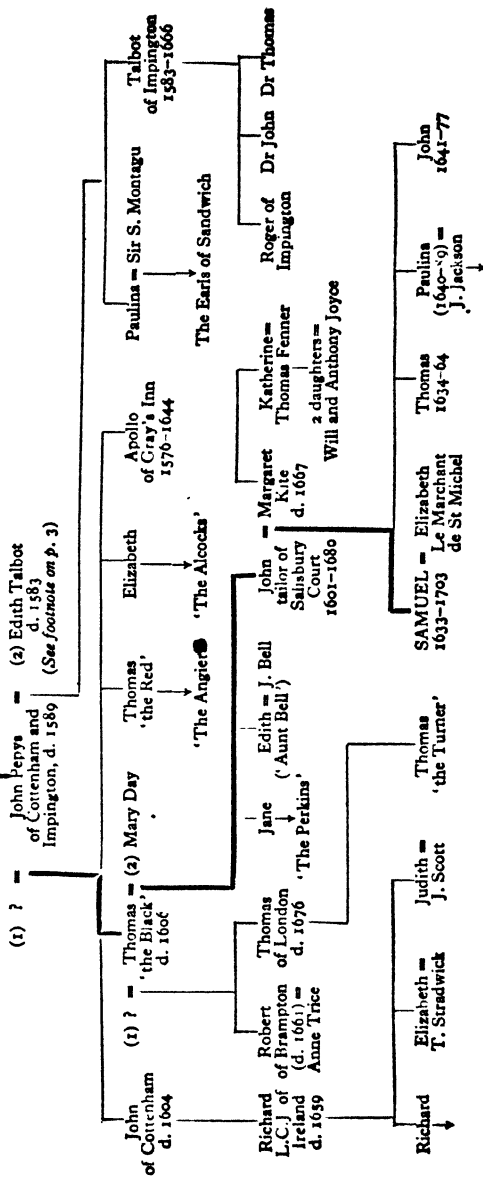 (1) ? =
John Pepys
of Cottenham and
Impington, d. 1589
= (2) Edith Talbot
d. 1583
(See footnote on p. 3)
John
of Cottenham
d. 1604
Thomas
'the Black'
d. 1606
= (2) Mary Day
(1) ? =
Thomas
'the Red'
'The Angiers'
Elizabeth
'The Alcocks'
Apollo
of Gray's Inn
1576-1644
Paulina = Sir S. Montagu
The Earls of Sandwich
Talbot
of Impington
1583-1666
Richard
L.C.J of
Ireland
d. 1659
Robert
of Brampton
(d. 1661) =
Anne Trice
Thomas
of London
d. 1676
Jane
'The Perkins'
Edith = J. Bell
('Aunt Bell')
John
tailor of
Salisbury
Court
1601-1680
= Margaret
Kite
d. 1667
Katherine =
Thomas Fenner
2 daughters =
Will and Anthony Joyce
Roger of
Impington
Dr John
Dr Thomas
Richard
Elizabeth =
T. Stradwick
Judith =
J. Scott
Thomas
'the Turner'
SAMUEL =
1633-1703
Elizabeth
Le Marchant
de St Michel
Thomas
1634-64
Paulina
J. Jackson
John
1641-77